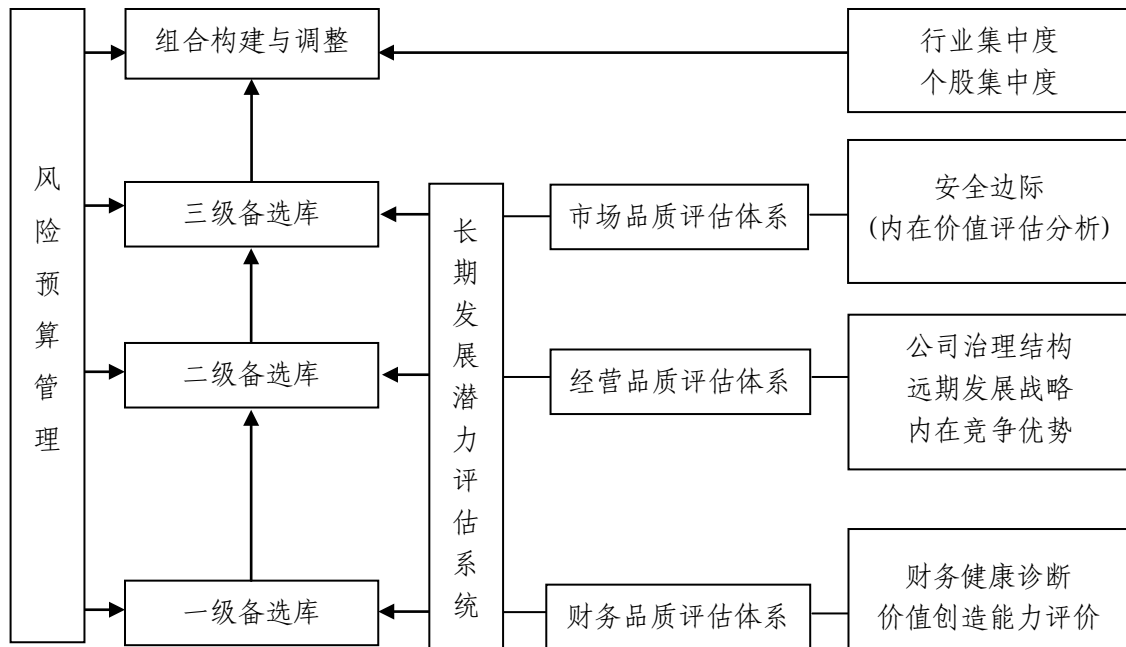 组合构建与调整
行业集中度
个股集中度
风险预算管理
三级备选库
长期发展潜力评估系统
市场品质评估体系
安全边际
(内在价值评估分析)
二级备选库
经营品质评估体系
公司治理结构
远期发展战略
内在竞争优势
一级备选库
财务品质评估体系
财务健康诊断
价值创造能力评价